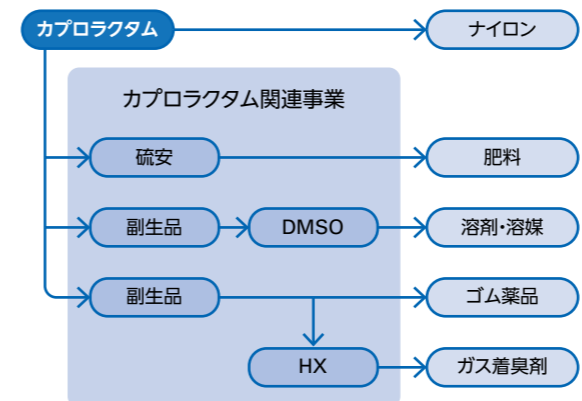 カプロラクタム
ナイロン
カプロラクタム関連事業
硫安
肥料
副生品
DMSO
溶剤・溶媒
副生品
ゴム薬品
HX
ガス着臭剤